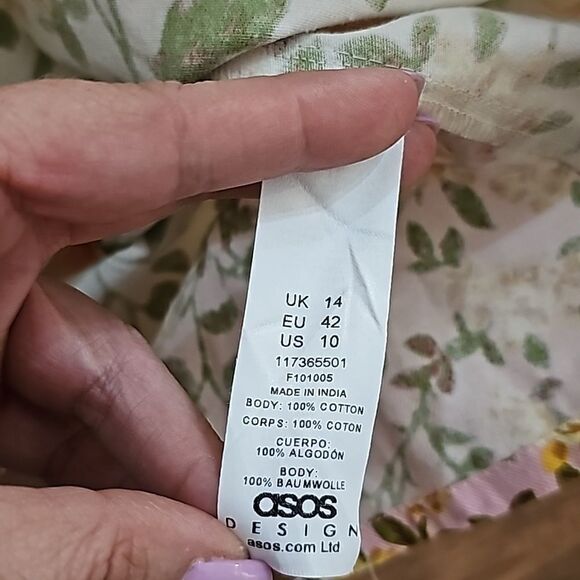 UK 14
EU 42
US 10
117365501
F101005
MADE IN INDIA
BODY: 100% COTTON
CORPS: 100% COTON
CUERPO:
100% ALGODÓN
BODY:
100% BAUMWOLLE
asos
DESIGN
asos.com Ltd